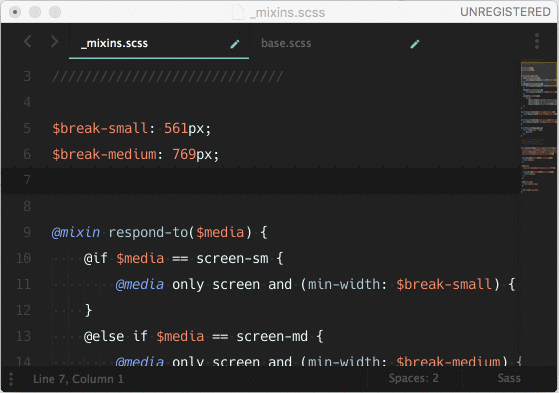 _mixins.scss
UNREGISTERED
_mixins.scss base.scss
3 /////////////////////////////
4
5 $break-small: 561px;
6 $break-medium: 769px;
7
8
9 @mixin respond-to($media) {
10 @if $media == screen-sm {
11 @media only screen and (min-width: $break-small) {
12 }
13 @else if $media == screen-md {
14 @media only screen and (min-width: $break-medium) {
Line 7, Column 1 Spaces: 2 Sass